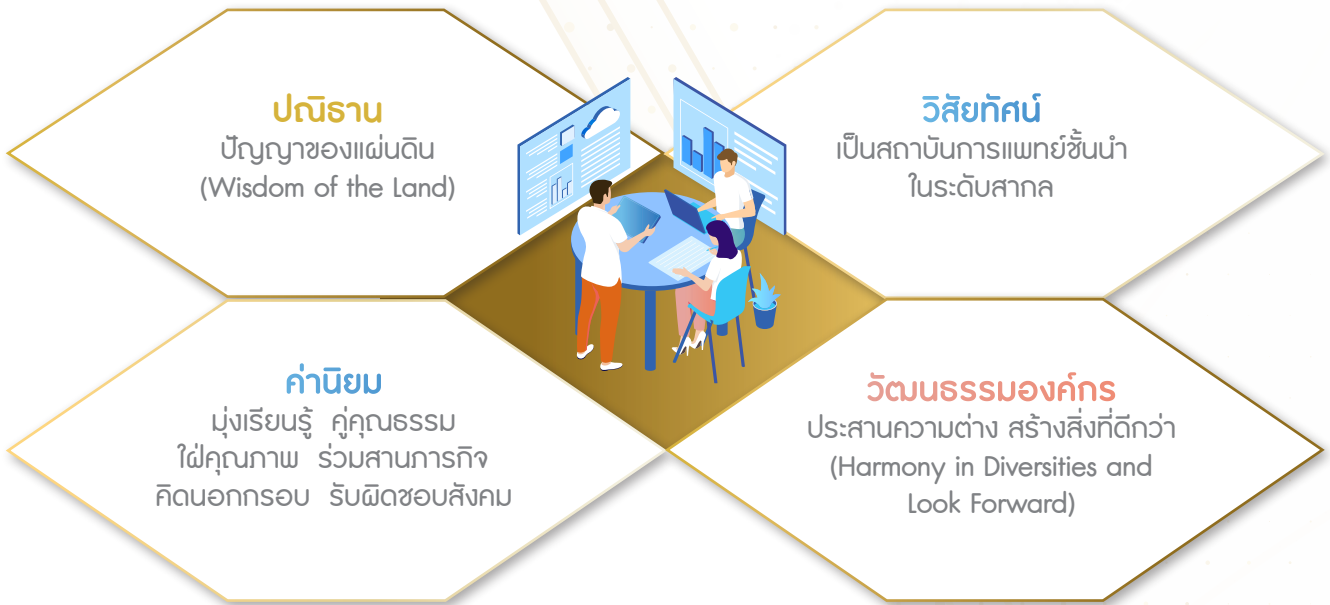 ปณิธาน
ปัญญาของแผ่นดิน
(Wisdom of the Land)
วิสัยทัศน์
เป็นสถาบันการแพทย์ชั้นนำ
ในระดับสากล
ค่านิยม
มุ่งเรียนรู้ คู่คุณธรรม
ใฝ่คุณภาพ ร่วมสานภารกิจ
คิดนอกกรอบ รับผิดชอบสังคม
วัฒนธรรมองค์กร
ประสานความต่าง สร้างสิ่งที่ดีกว่า
(Harmony in Diversities and
Look Forward)